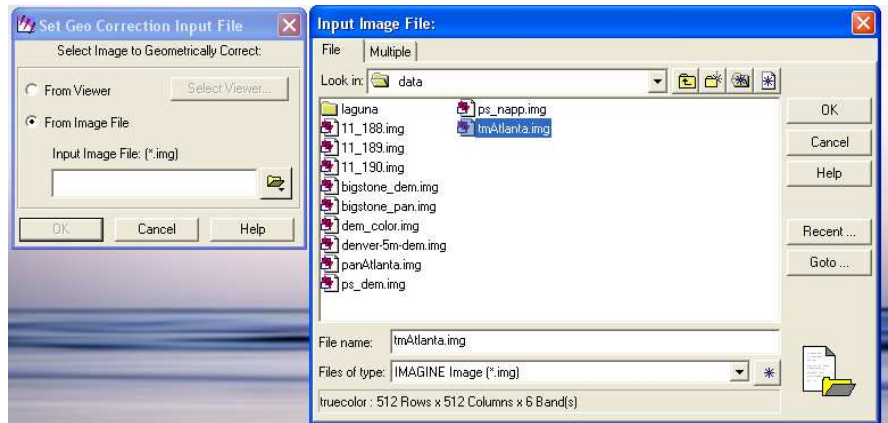 Set Geo Correction Input File
Select Image to Geometrically Correct:
From Viewer
Select Viewer...
From Image File
Input Image File: (*.img)
OK
Cancel
Help
Input Image File:
File
Multiple
Look in:
data
laguna
11_188.img
11_189.img
11_190.img
bigstone_dem.img
bigstone_pan.img
dem_color.img
denver-5m-dem.img
panAtlanta.img
ps_dem.img
ps_napp.img
tmAtlanta.img
OK
Cancel
Help
Recent ...
Goto ...
File name:
tmAtlanta.img
Files of type:
IMAGINE Image (*.img)
truecolor : 512 Rows x 512 Columns x 6 Band(s)